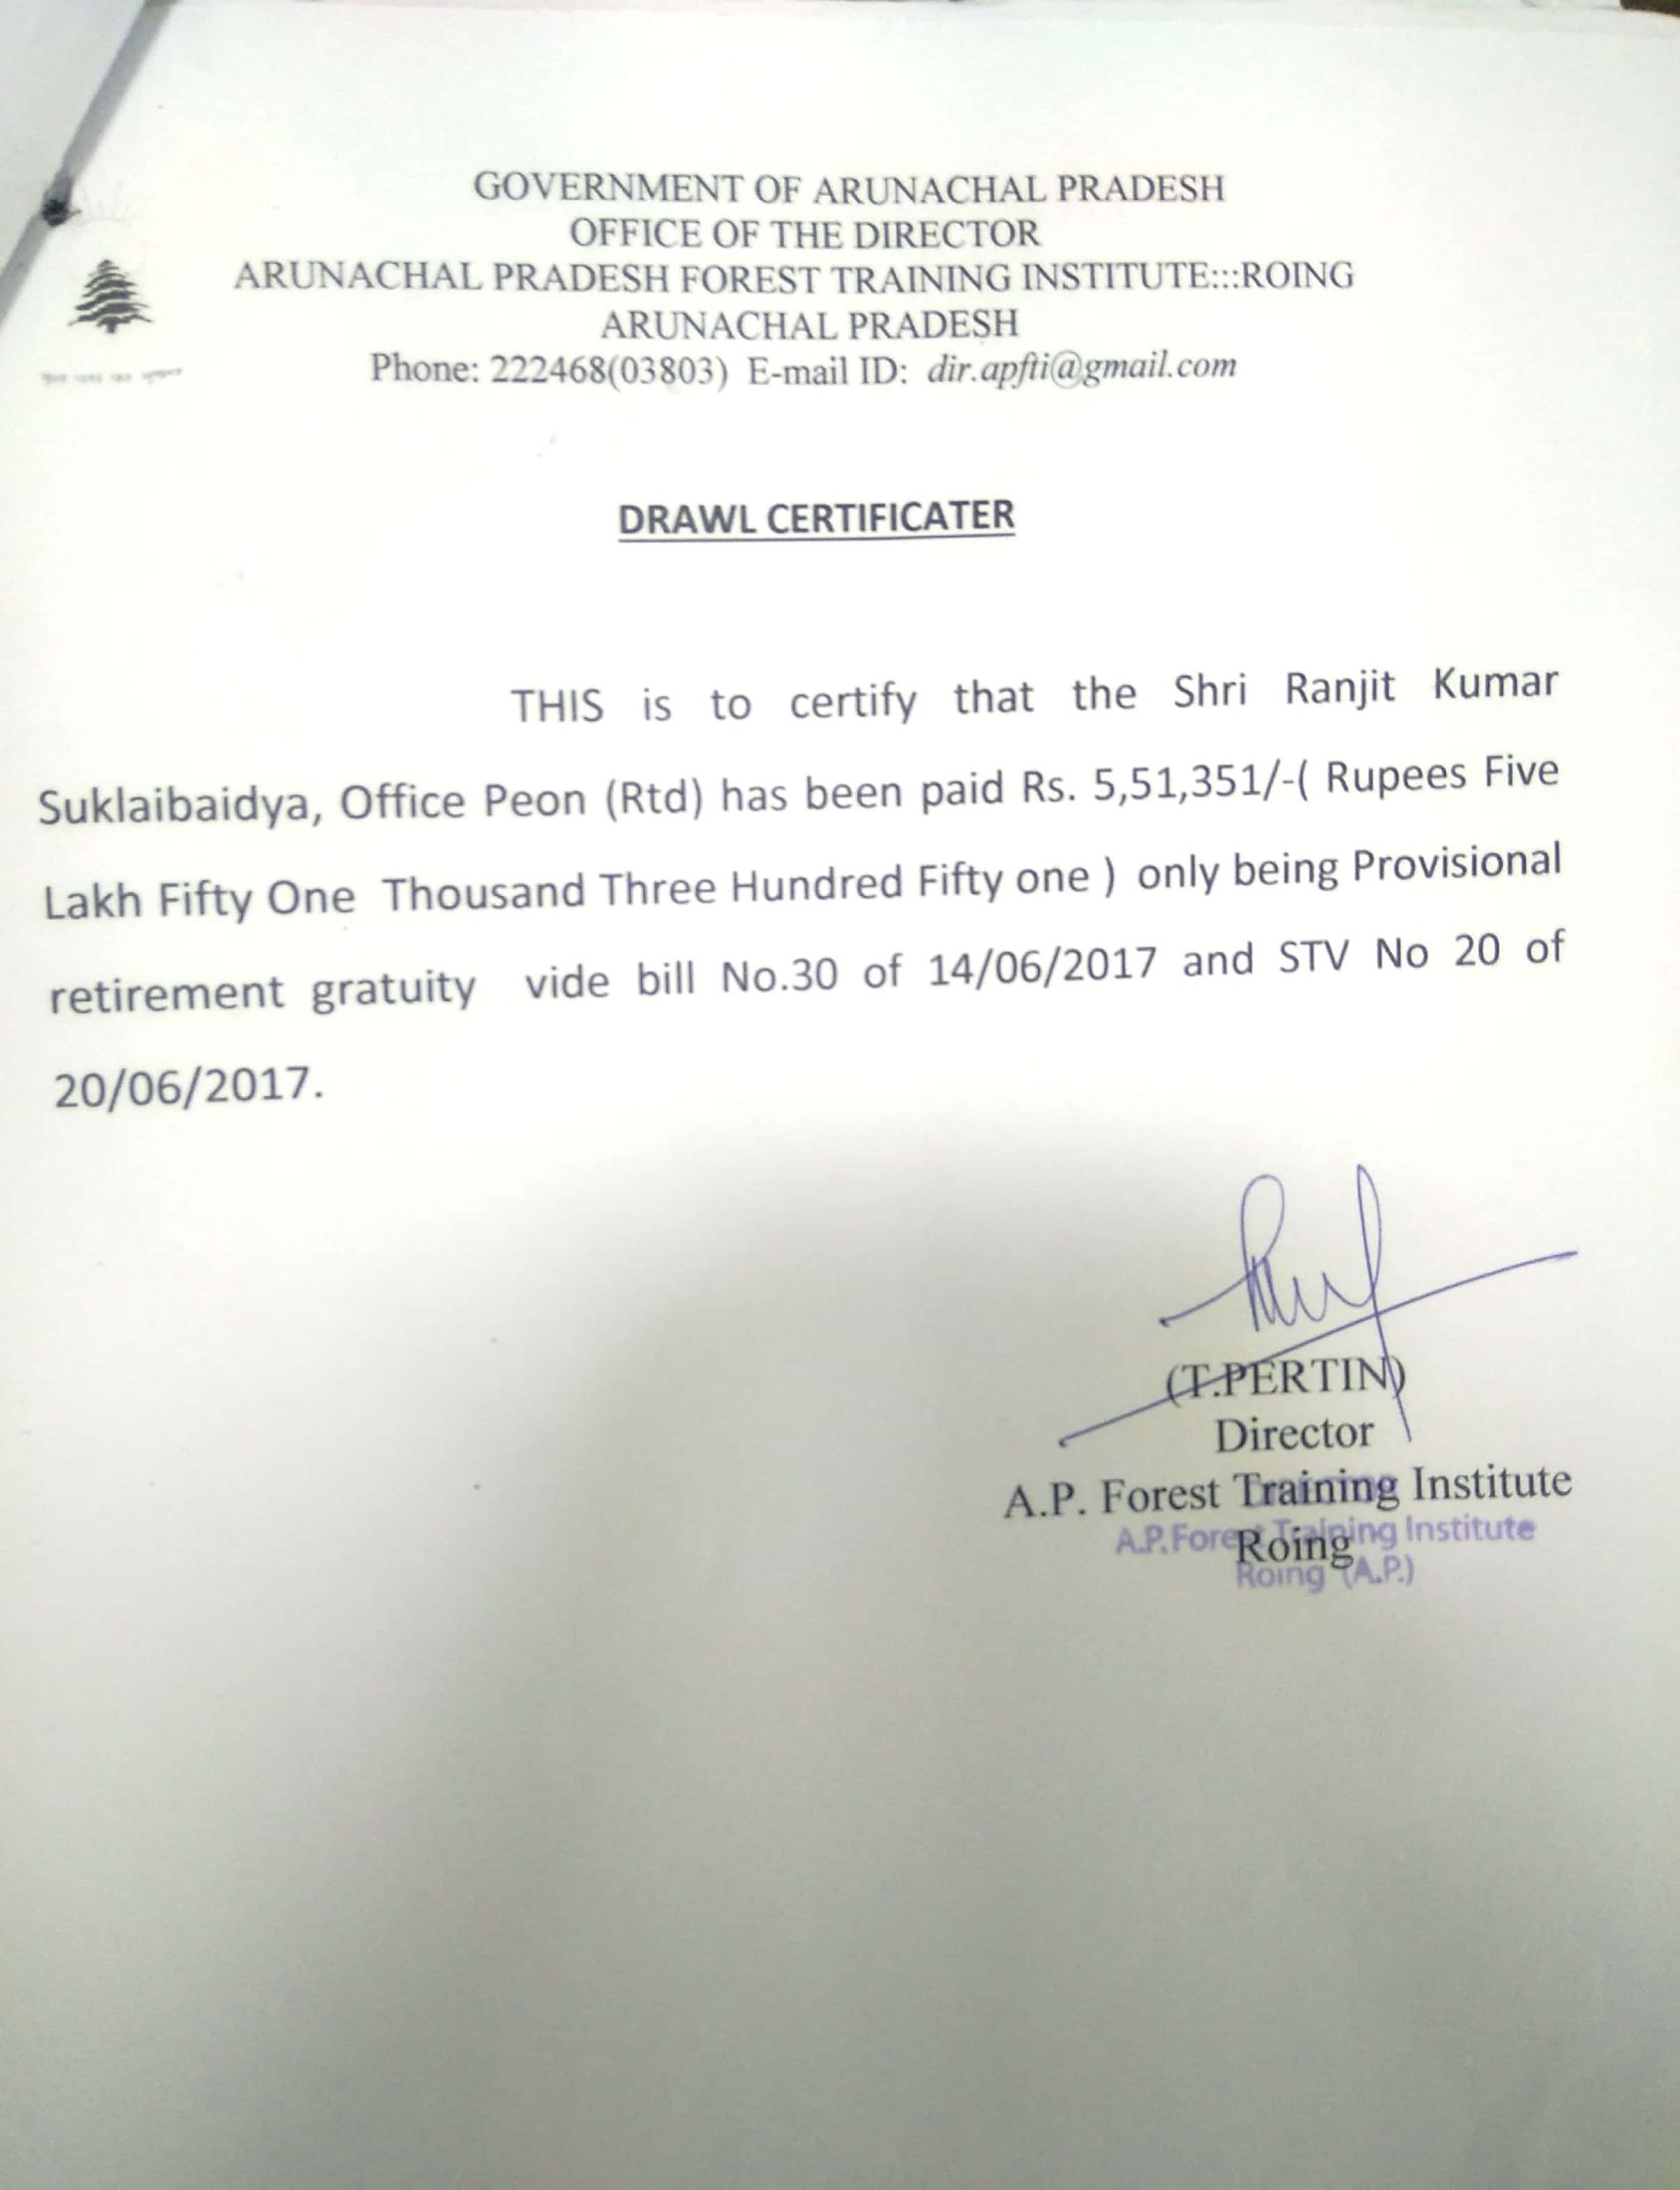 GOVERNMENT OF ARUNACHAL PRADESH
OFFICE OF THE DIRECTOR
ARUNACHAL PRADESH FOREST TRAINING INSTITUTE:::ROING
ARUNACHAL PRADESH
Phone: 222468(03803) E-mail ID: dir.apfti@gmail.com
DRAWL CERTIFICATER
THIS is to certify that the Shri Ranjit Kumar
Suklaibaidya, Office Peon (Rtd) has been paid Rs. 5,51,351/-( Rupees Five
Lakh Fifty One Thousand Three Hundred Fifty one ) only being Provisional
retirement gratuity vide bill No.30 of 14/06/2017 and STV No 20 of
20/06/2017.
(T.PERTIN)
Director
A.P. Forest Training Institute
Roing
A.P. Forest Training Institute
Roing (A.P.)